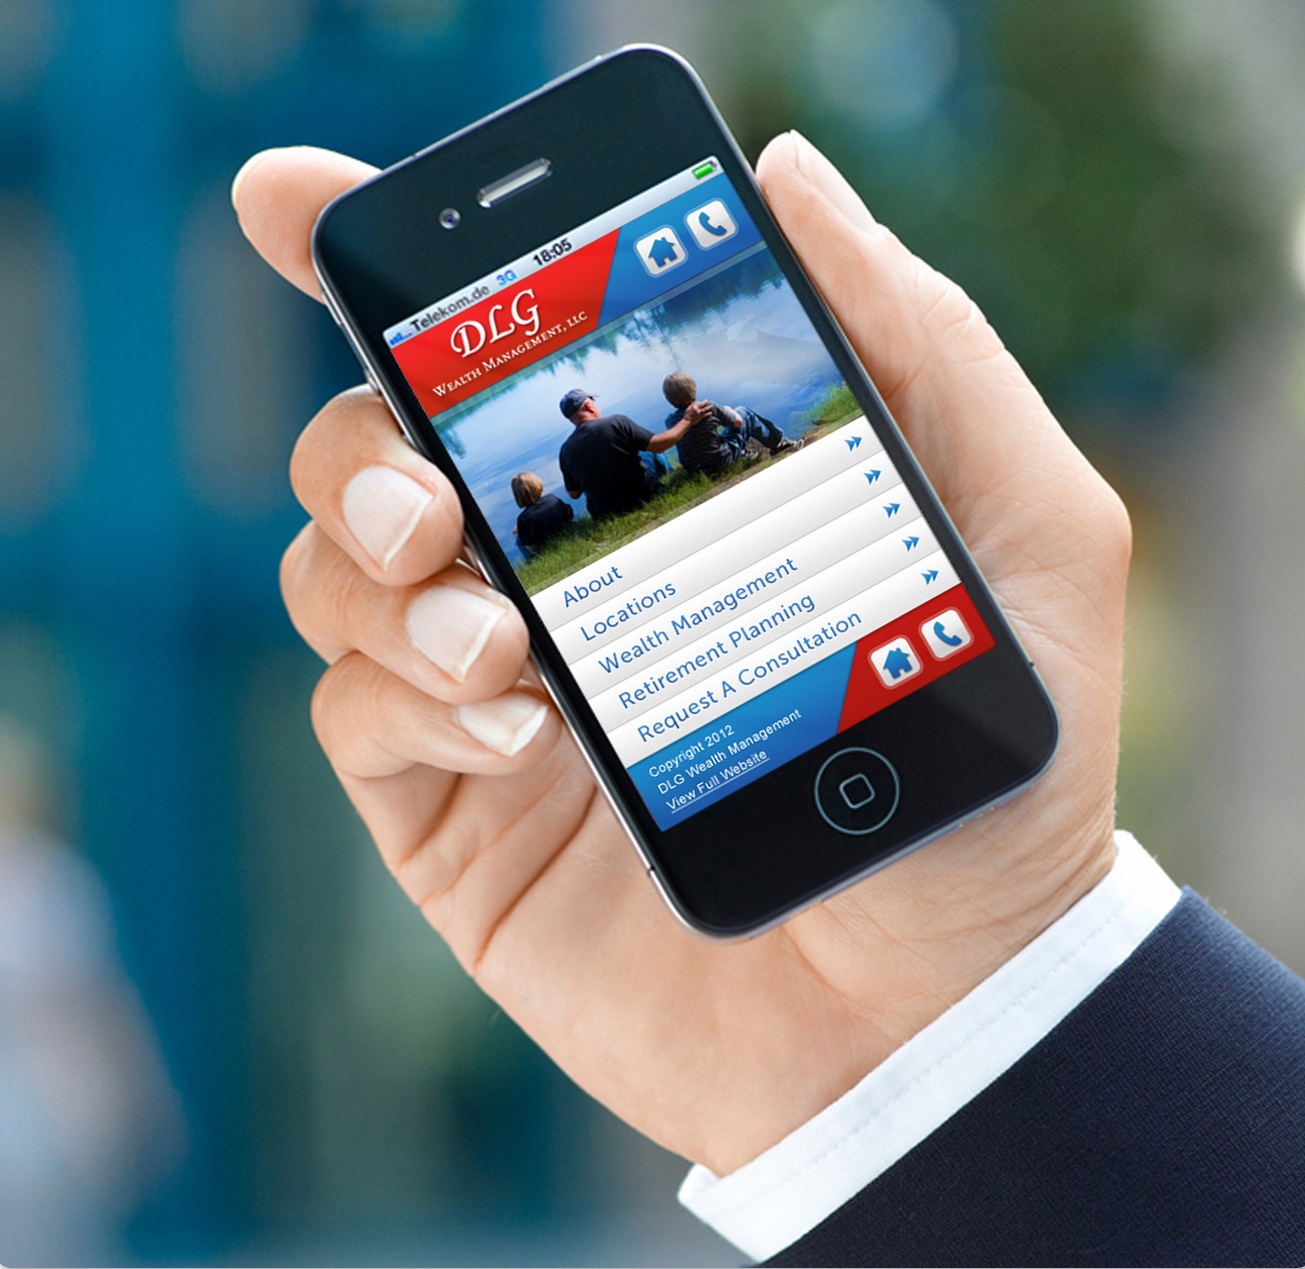 Telekom.de 3G 18:05
DLG
WEALTH MANAGEMENT, LLC
About
Locations
Wealth Management
Retirement Planning
Request A Consultation
Copyright 2012
DLG Wealth Management
View Full Website